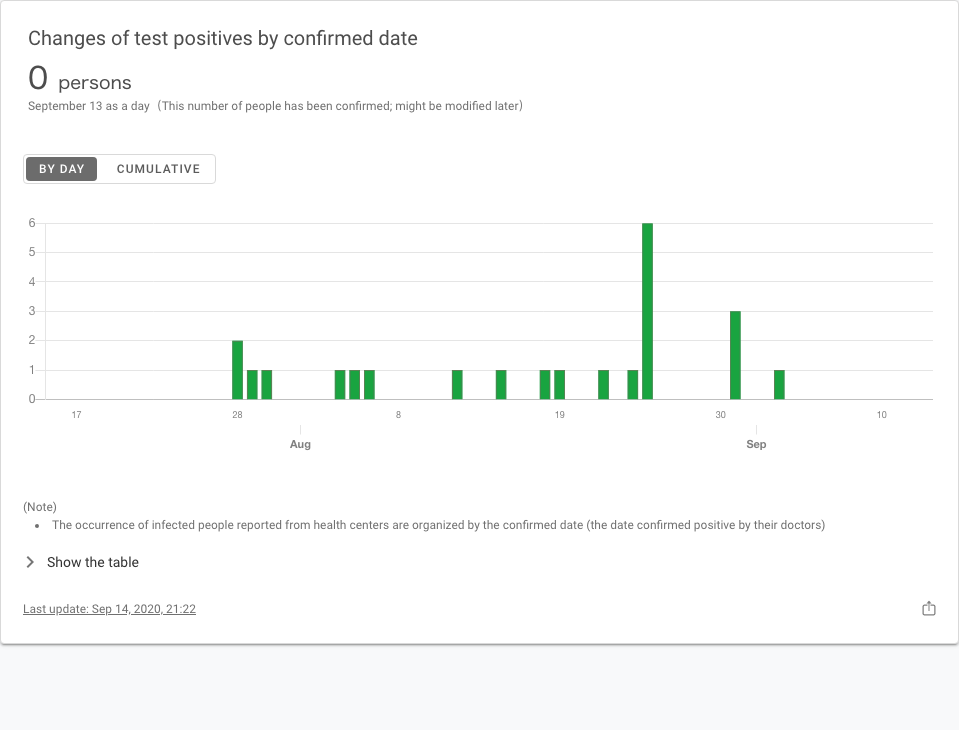 Changes of test positives by confirmed date
0 persons
September 13 as a day（This number of people has been confirmed; might be modified later）
BY DAY CUMULATIVE
6
5
4
3
2
1
0
17 28 8 19 30 10
Aug Sep
(Note)
• The occurrence of infected people reported from health centers are organized by the confirmed date (the date confirmed positive by their doctors)
Show the table
Last update: Sep 14, 2020, 21:22